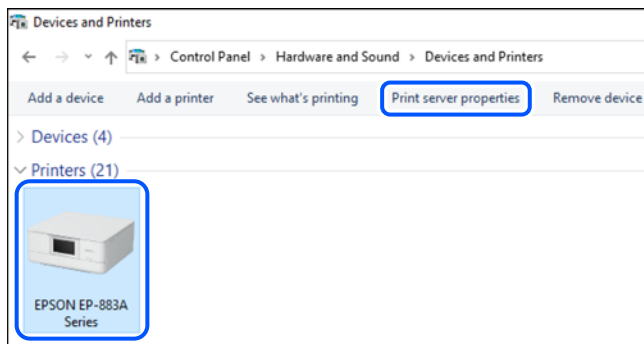 Devices and Printers
Control Panel > Hardware and Sound > Devices and Printers
Add a device Add a printer See what's printing Print server properties Remove device
Devices (4)
Printers (21)
EPSON EP-883A
Series